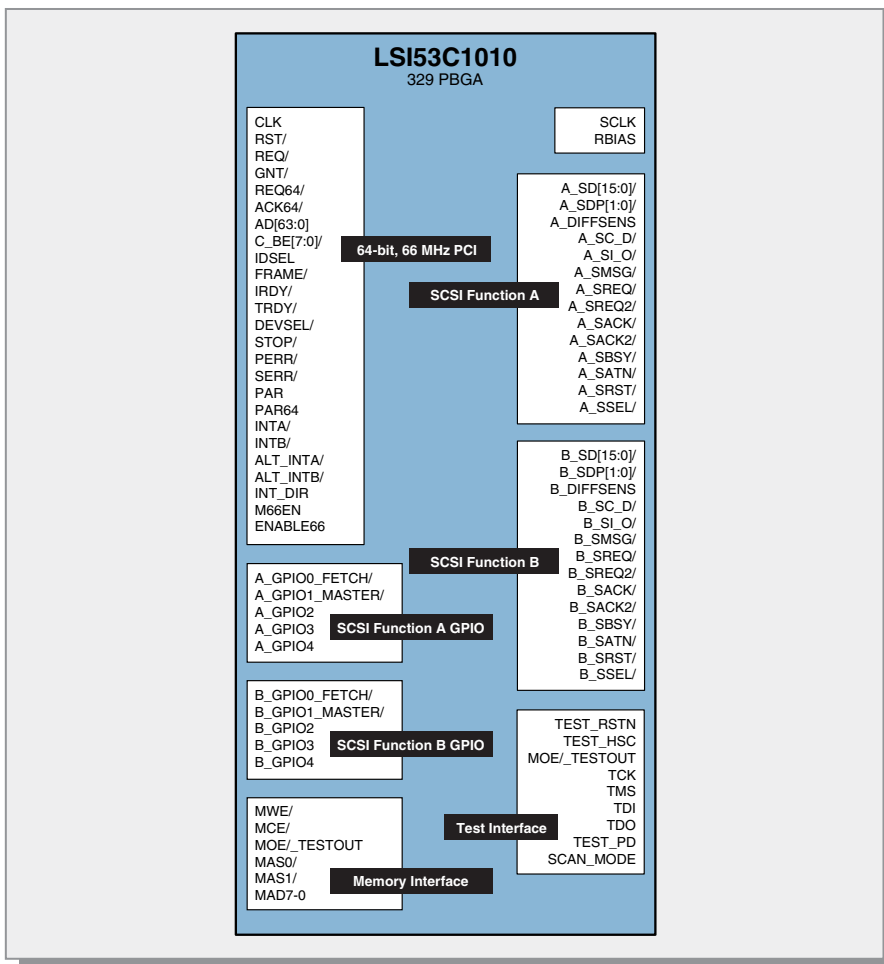 LSI53C1010
329 PBGA
CLK
RST/
REQ/
GNT/
REQ64/
ACK64/
AD[63:0]
C_BE[7:0]/
IDSEL
FRAME/
IRDY/
TRDY/
DEVSEL/
STOP/
PERR/
SERR/
PAR
PAR64
INTA/
INTB/
ALT_INTA/
ALT_INTB/
INT_DIR
M66EN
ENABLE66
64-bit, 66 MHz PCI
A_GPIO0_FETCH/
A_GPIO1_MASTER/
A_GPIO2
A_GPIO3
A_GPIO4
SCSI Function A GPIO
B_GPIO0_FETCH/
B_GPIO1_MASTER/
B_GPIO2
B_GPIO3
B_GPIO4
SCSI Function B GPIO
MWE/
MCE/
MOE/_TESTOUT
MAS0/
MAS1/
MAD7-0
Memory Interface
SCLK
RBIAS
A_SD[15:0]/
A_SDP[1:0]/
A_DIFFSENS
A_SC_D/
A_SI_O/
A_SMSG/
A_SREQ/
A_SREQ2/
A_SACK/
A_SACK2/
A_SBSY/
A_SATN/
A_SRST/
A_SSEL/
SCSI Function A
B_SD[15:0]/
B_SDP[1:0]/
B_DIFFSENS
B_SC_D/
B_SI_O/
B_SMSG/
B_SREQ/
B_SREQ2/
B_SACK/
B_SACK2/
B_SBSY/
B_SATN/
B_SRST/
B_SSEL/
SCSI Function B
TEST_RSTN
TEST_HSC
MOE/_TESTOUT
TCK
TMS
TDI
TDO
TEST_PD
SCAN_MODE
Test Interface